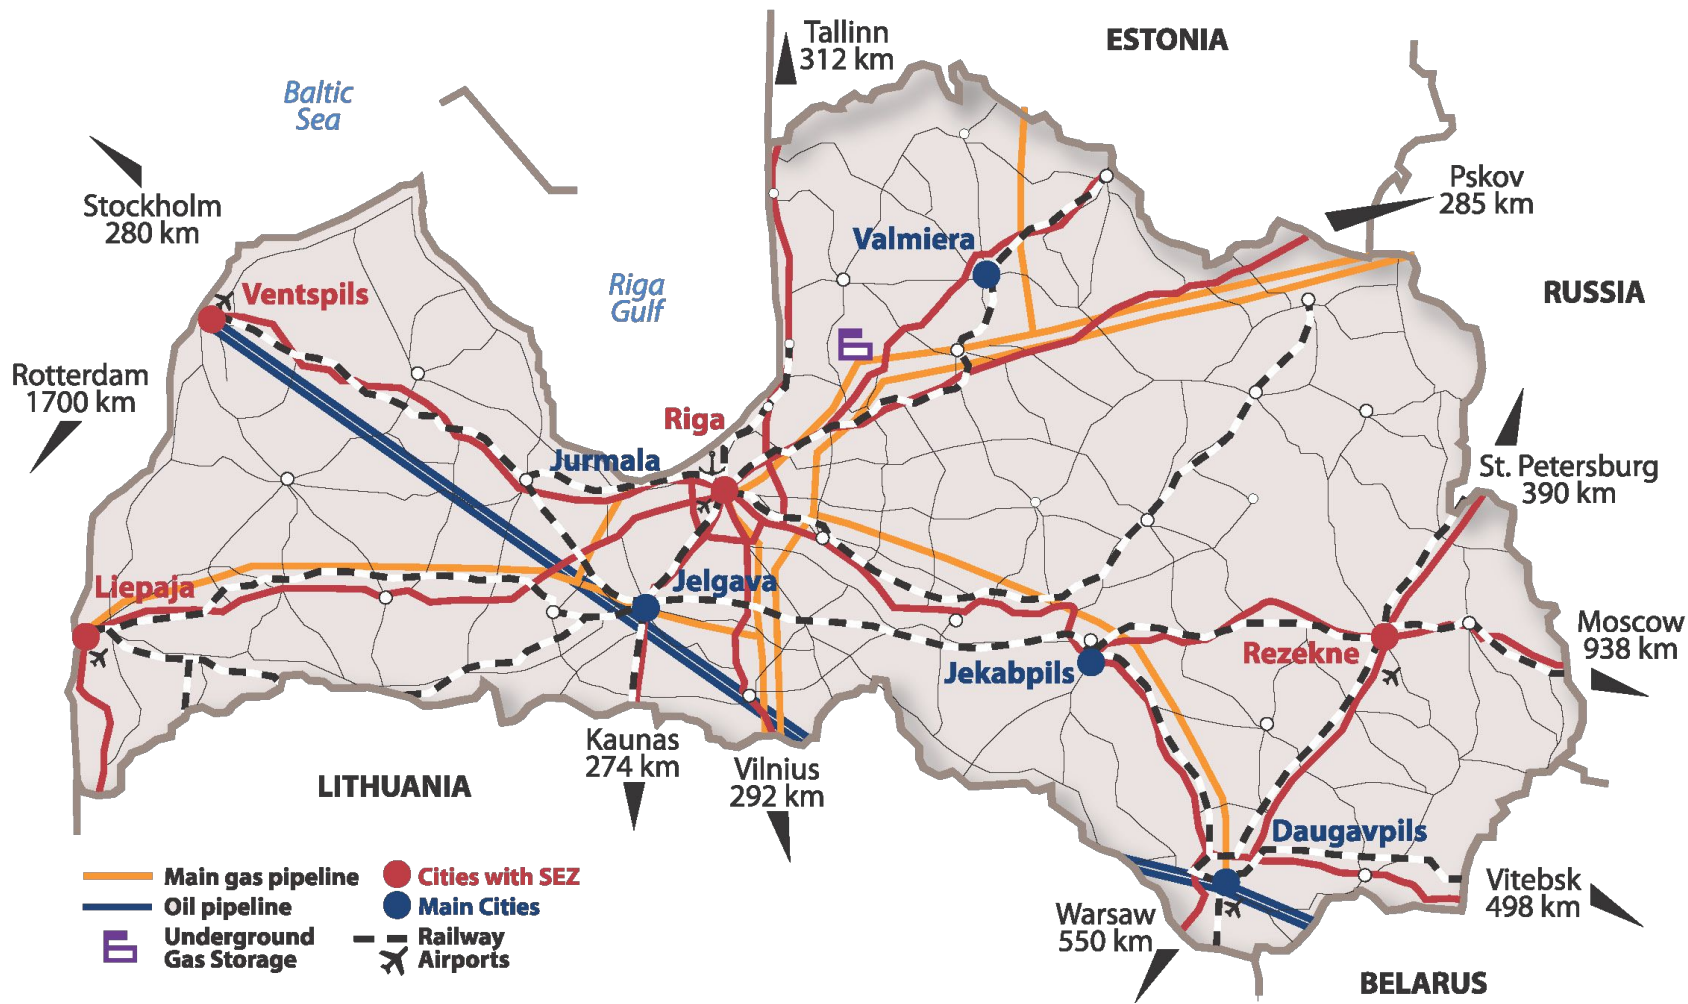 Tallinn
312 km
ESTONIA
Baltic
Sea
Pskov
285 km
Stockholm
280 km
Valmiera
Ventspils
Riga
Gulf
RUSSIA
Rotterdam
1700 km
Riga
Jurmala
St. Petersburg
390 km
Liepaja
Jelgava
Moscow
938 km
Rezekne
Jekabpils
Kaunas
274 km
Vilnius
292 km
LITHUANIA
Daugavpils
Vitebsk
498 km
Warsaw
550 km
BELARUS
Main gas pipeline
Oil pipeline
Underground
Gas Storage
Cities with SEZ
Main Cities
Railway
Airports